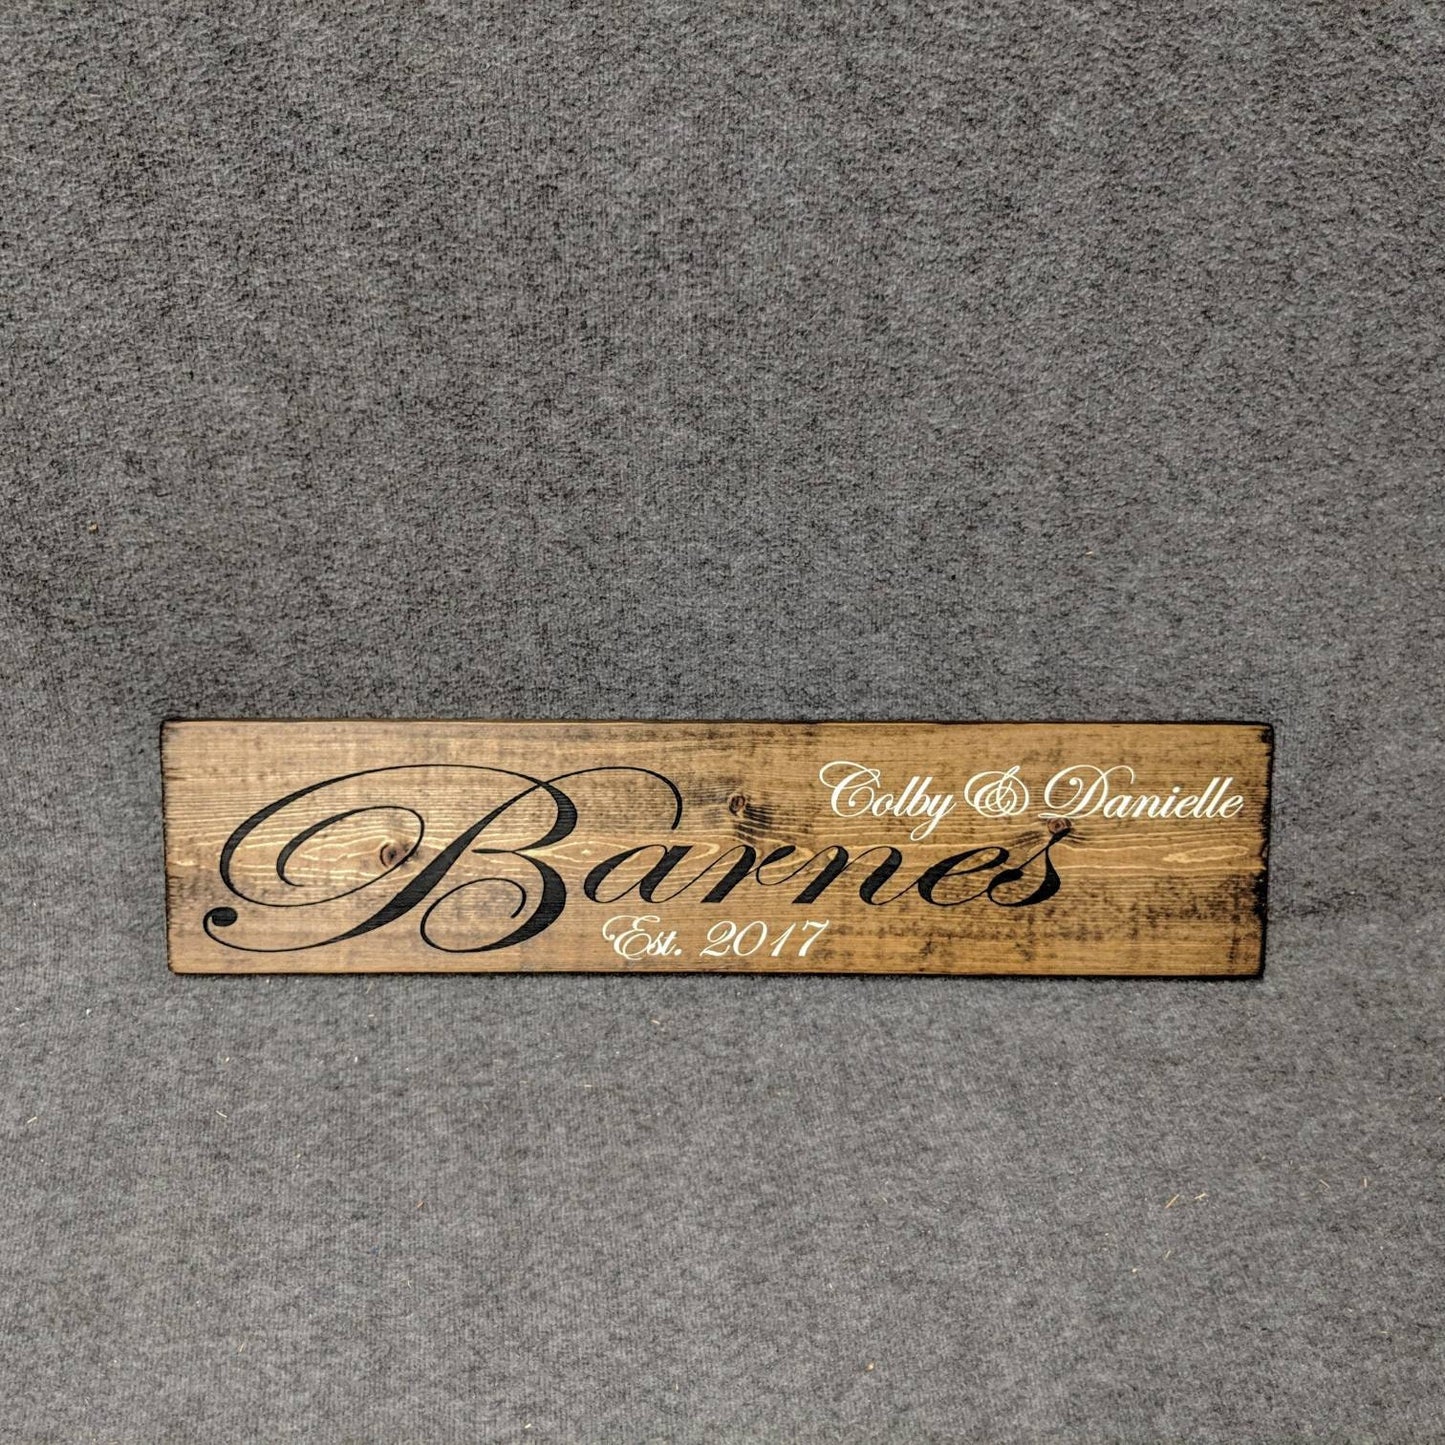 Colby & Danielle
Barnes
Est. 2017